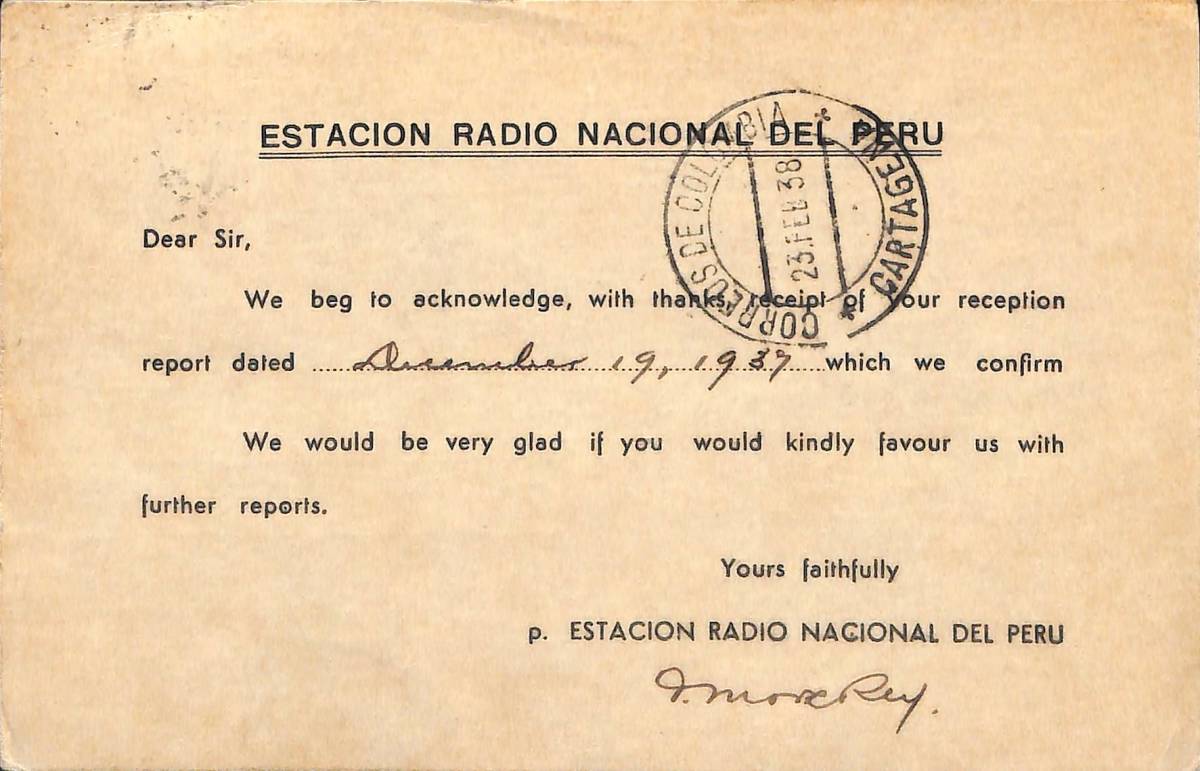 ESTACION RADIO NACIONAL DEL PERU
CORREOS DE COLOMBIA * CARTAGENA *
23.FEB 38
Dear Sir,
We beg to acknowledge, with thanks, receipt of your reception
report dated ...... December 19, 1937 ...... which we confirm
We would be very glad if you would kindly favour us with
further reports.
Yours faithfully
p. ESTACION RADIO NACIONAL DEL PERU